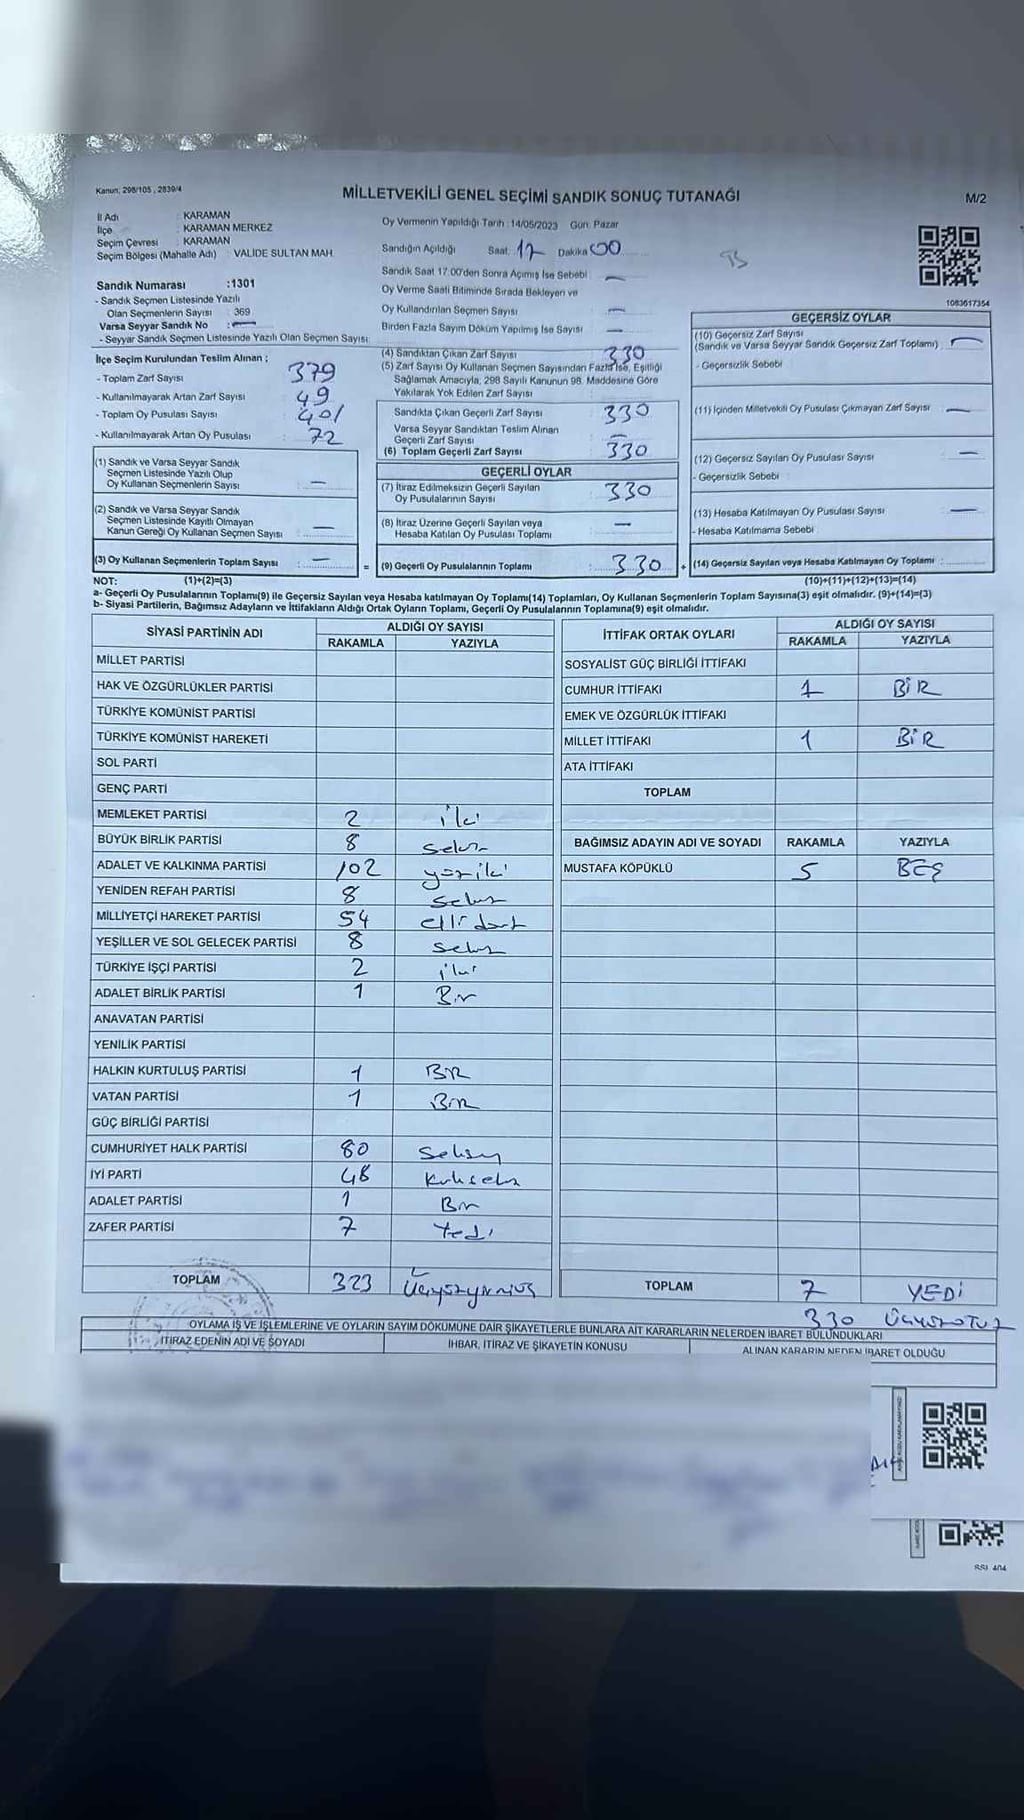 Kanun: 298/105 , 2839/4
MİLLETVEKİLİ GENEL SEÇİMİ SANDIK SONUÇ TUTANAĞI
M/2
İl Adı : KARAMAN
İlçe : KARAMAN MERKEZ
Seçim Çevresi : KARAMAN
Seçim Bölgesi (Mahalle Adı) : VALİDE SULTAN MAH.
Sandık Numarası :1301
- Sandık Seçmen Listesinde Yazılı
Olan Seçmenlerin Sayısı : 369
Varsa Seyyar Sandık No : —
- Seyyar Sandık Seçmen Listesinde Yazılı Olan Seçmen Sayısı:
İlçe Seçim Kurulundan Teslim Alınan ;
- Toplam Zarf Sayısı : 379
- Kullanılmayarak Artan Zarf Sayısı : 49
- Toplam Oy Pusulası Sayısı : 401
- Kullanılmayarak Artan Oy Pusulası : 72
Oy Vermenin Yapıldığı Tarih : 14/05/2023 Gün: Pazar
Sandığın Açıldığı Saat: 17 Dakika 00
Sandık Saat 17.00'den Sonra Açımış İse Sebebi : —
Oy Verme Saati Bitiminde Sırada Bekleyen ve
Oy Kullandırılan Seçmen Sayısı : —
Birden Fazla Sayım Döküm Yapılmış İse Sayısı : —
(4) Sandıktan Çıkan Zarf Sayısı : 330
(5) Zarf Sayısı Oy Kullanan Seçmen Sayısından Fazla İse, Eşitliği
Sağlamak Amacıyla, 298 Sayılı Kanunun 98. Maddesine Göre
Yakılarak Yok Edilen Zarf Sayısı :
Sandıkta Çıkan Geçerli Zarf Sayısı : 330
Varsa Seyyar Sandıktan Teslim Alınan
Geçerli Zarf Sayısı : —
(6) Toplam Geçerli Zarf Sayısı : 330
1083617354
GEÇERSİZ OYLAR
(10) Geçersiz Zarf Sayısı
(Sandık ve Varsa Seyyar Sandık Geçersiz Zarf Toplamı) : —
- Geçersizlik Sebebi :
(11) İçinden Milletvekili Oy Pusulası Çıkmayan Zarf Sayısı : —
(12) Geçersiz Sayılan Oy Pusulası Sayısı : —
- Geçersizlik Sebebi :
(13) Hesaba Katılmayan Oy Pusulası Sayısı : —
- Hesaba Katılmama Sebebi :
(14) Geçersiz Sayılan veya Hesaba Katılmayan Oy Toplamı :
(1) Sandık ve Varsa Seyyar Sandık
Seçmen Listesinde Yazılı Olup
Oy Kullanan Seçmenlerin Sayısı : —
(2) Sandık ve Varsa Seyyar Sandık
Seçmen Listesinde Kayıtlı Olmayan
Kanun Gereği Oy Kullanan Seçmen Sayısı : —
(3) Oy Kullanan Seçmenlerin Toplam Sayısı : —
=
GEÇERLİ OYLAR
(7) İtiraz Edilmeksizin Geçerli Sayılan
Oy Pusulalarının Sayısı : 330
(8) İtiraz Üzerine Geçerli Sayılan veya
Hesaba Katılan Oy Pusulası Toplamı : —
(9) Geçerli Oy Pusulalarının Toplamı : 330
+
NOT: (1)+(2)=(3) (10)+(11)+(12)+(13)=(14)
a- Geçerli Oy Pusulalarının Toplamı(9) ile Geçersiz Sayılan veya Hesaba katılmayan Oy Toplamı(14) Toplamları, Oy Kullanan Seçmenlerin Toplam Sayısına(3) eşit olmalıdır. (9)+(14)=(3)
b- Siyasi Partilerin, Bağımsız Adayların ve İttifakların Aldığı Ortak Oyların Toplamı, Geçerli Oy Pusulalarının Toplamına(9) eşit olmalıdır.
SİYASİ PARTİNİN ADI ALDIĞI OY SAYISI
RAKAMLA YAZIYLA
MİLLET PARTİSİ
HAK VE ÖZGÜRLÜKLER PARTİSİ
TÜRKİYE KOMÜNİST PARTİSİ
TÜRKİYE KOMÜNİST HAREKETİ
SOL PARTİ
GENÇ PARTİ
MEMLEKET PARTİSİ 2 iki
BÜYÜK BİRLİK PARTİSİ 8 sekiz
ADALET VE KALKINMA PARTİSİ 102 yüziki
YENİDEN REFAH PARTİSİ 8 sekiz
MİLLİYETÇİ HAREKET PARTİSİ 54 elli dört
YEŞİLLER VE SOL GELECEK PARTİSİ 8 sekiz
TÜRKİYE İŞÇİ PARTİSİ 2 iki
ADALET BİRLİK PARTİSİ 1 Bir
ANAVATAN PARTİSİ
YENİLİK PARTİSİ
HALKIN KURTULUŞ PARTİSİ 1 BİR
VATAN PARTİSİ 1 BİR
GÜÇ BİRLİĞİ PARTİSİ
CUMHURİYET HALK PARTİSİ 80 Seksen
İYİ PARTİ 48 Kırksekiz
ADALET PARTİSİ 1 Bir
ZAFER PARTİSİ 7 Yedi
TOPLAM 323 Üçyüzyirmiüç
İTTİFAK ORTAK OYLARI ALDIĞI OY SAYISI
RAKAMLA YAZIYLA
SOSYALİST GÜÇ BİRLİĞİ İTTİFAKI
CUMHUR İTTİFAKI 1 BİR
EMEK VE ÖZGÜRLÜK İTTİFAKI
MİLLET İTTİFAKI 1 BİR
ATA İTTİFAKI
TOPLAM
BAĞIMSIZ ADAYIN ADI VE SOYADI RAKAMLA YAZIYLA
MUSTAFA KÖPÜKLÜ 5 BEŞ
TOPLAM 7 YEDİ
330 ÜÇYÜZOTUZ
OYLAMA İŞ VE İŞLEMLERİNE VE OYLARIN SAYIM DÖKÜMÜNE DAİR ŞİKAYETLERLE BUNLARA AİT KARARLARIN NELERDEN İBARET BULUNDUKLARI
İTİRAZ EDENİN ADI VE SOYADI İHBAR, İTİRAZ VE ŞİKAYETİN KONUSU ALINAN KARARIN NEDEN İBARET OLDUĞU